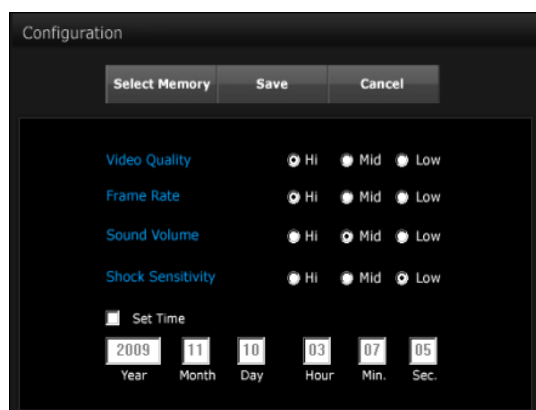 Configuration
Select Memory Save Cancel
Video Quality Hi Mid Low
Frame Rate Hi Mid Low
Sound Volume Hi Mid Low
Shock Sensitivity Hi Mid Low
Set Time
2009 11 10 03 07 05
Year Month Day Hour Min. Sec.